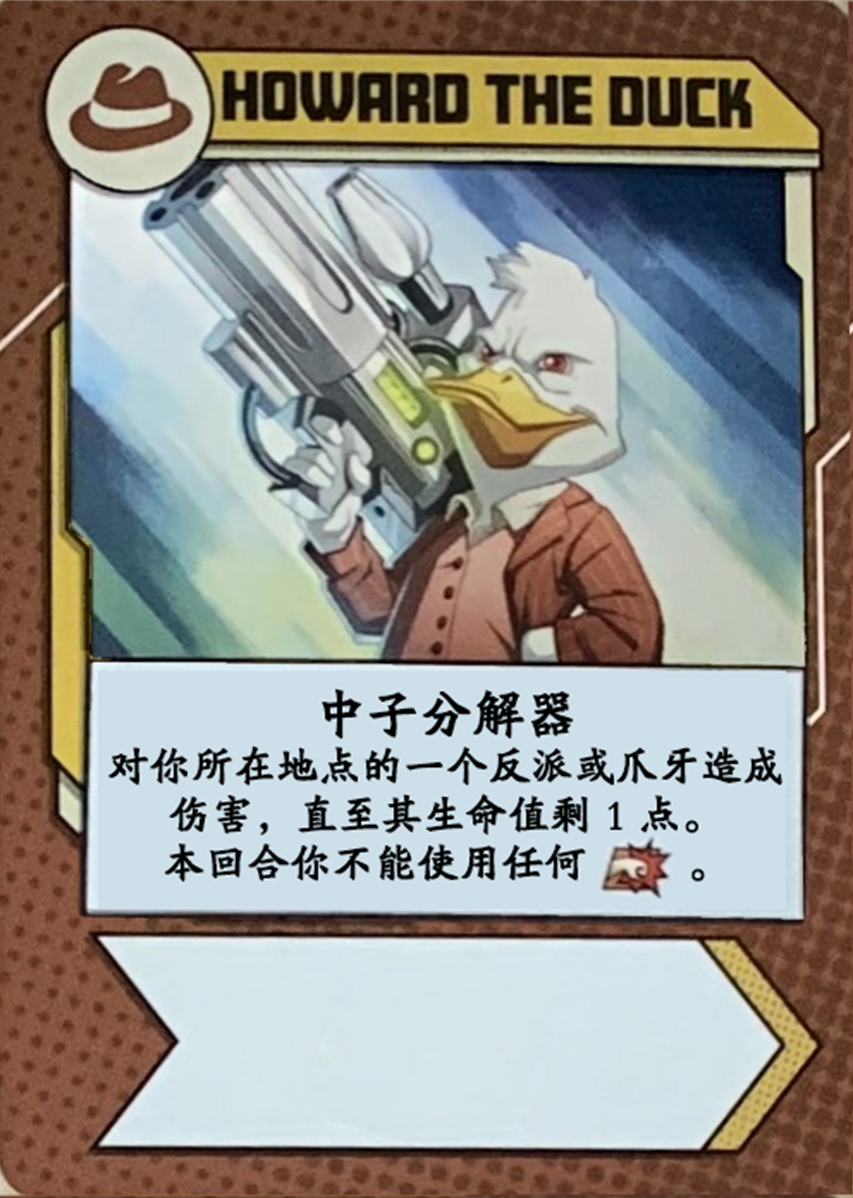 HOWARD THE DUCK
中子分解器
对你所在地点的一个反派或爪牙造成
伤害，直至其生命值剩 1 点。
本回合你不能使用任何 。